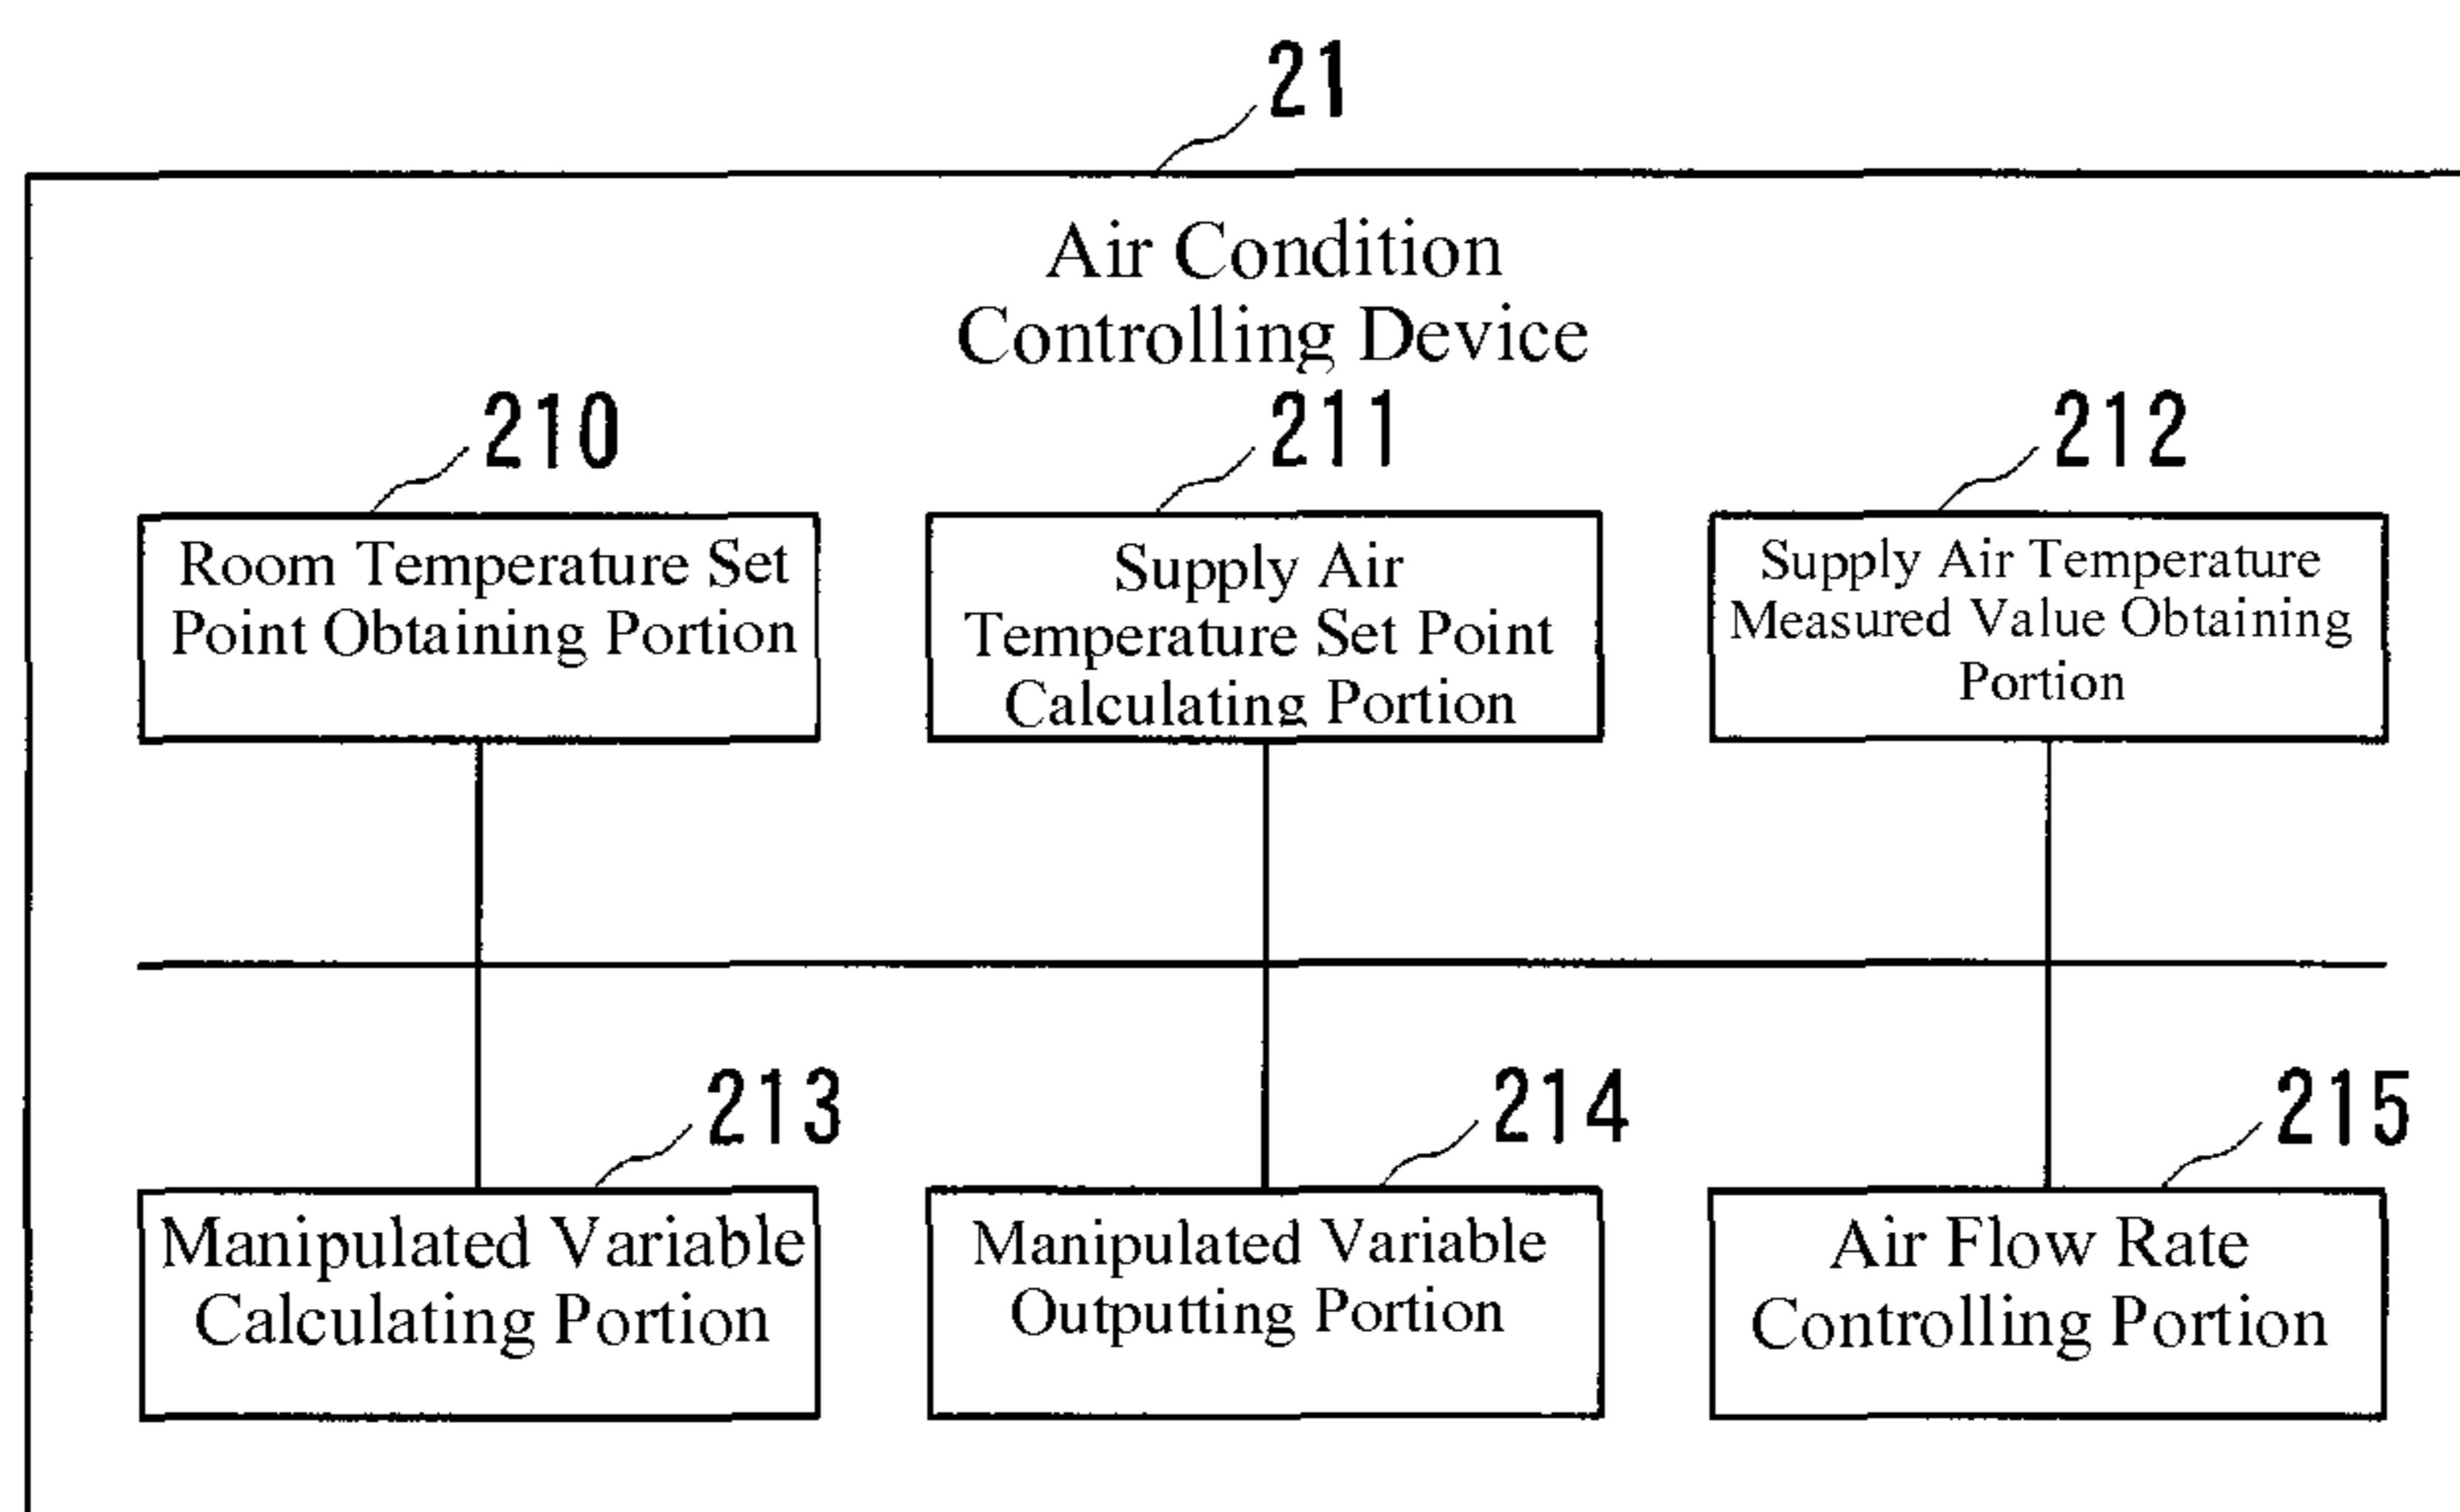 21
Air Condition
Controlling Device
210
211
212
Room Temperature Set
Point Obtaining Portion
Supply Air
Temperature Set Point
Calculating Portion
Supply Air Temperature
Measured Value Obtaining
Portion
213
214
215
Manipulated Variable
Calculating Portion
Manipulated Variable
Outputting Portion
Air Flow Rate
Controlling Portion